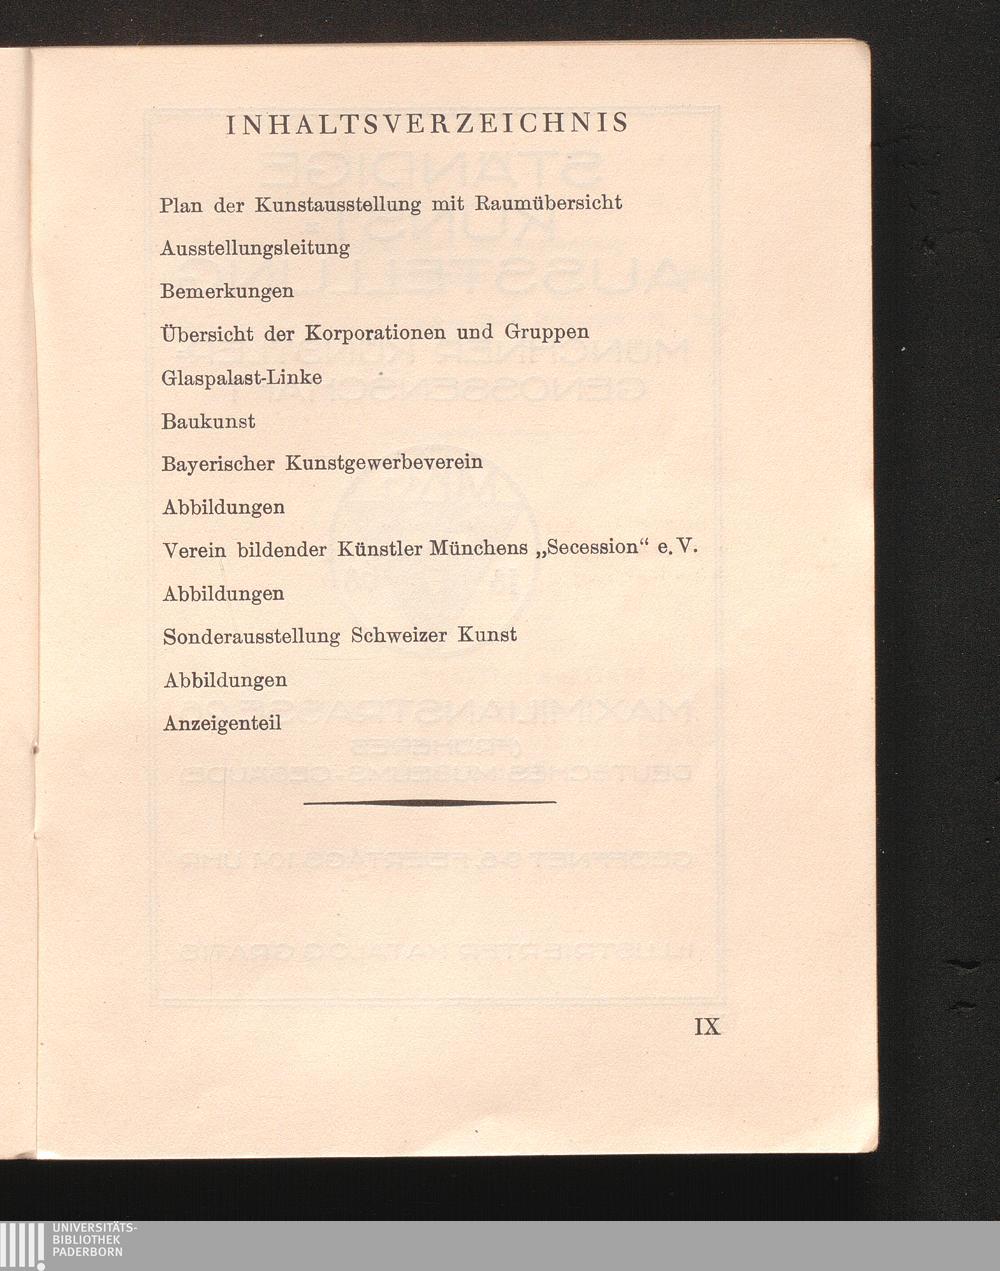 INHALTSVERZEICHNIS
Plan der Kunstausstellung mit Raumübersicht
Ausstellungsleitung
Bemerkungen
Übersicht der Korporationen und Gruppen
Glaspalast-Linke
Baukunst
Bayerischer Kunstgewerbeverein
Abbildungen
Verein bildender Künstler Münchens „Secession“ e. V.
Abbildungen
Sonderausstellung Schweizer Kunst
Abbildungen
Anzeigenteil
IX
UNIVERSITÄTS-
BIBLIOTHEK
PADERBORN